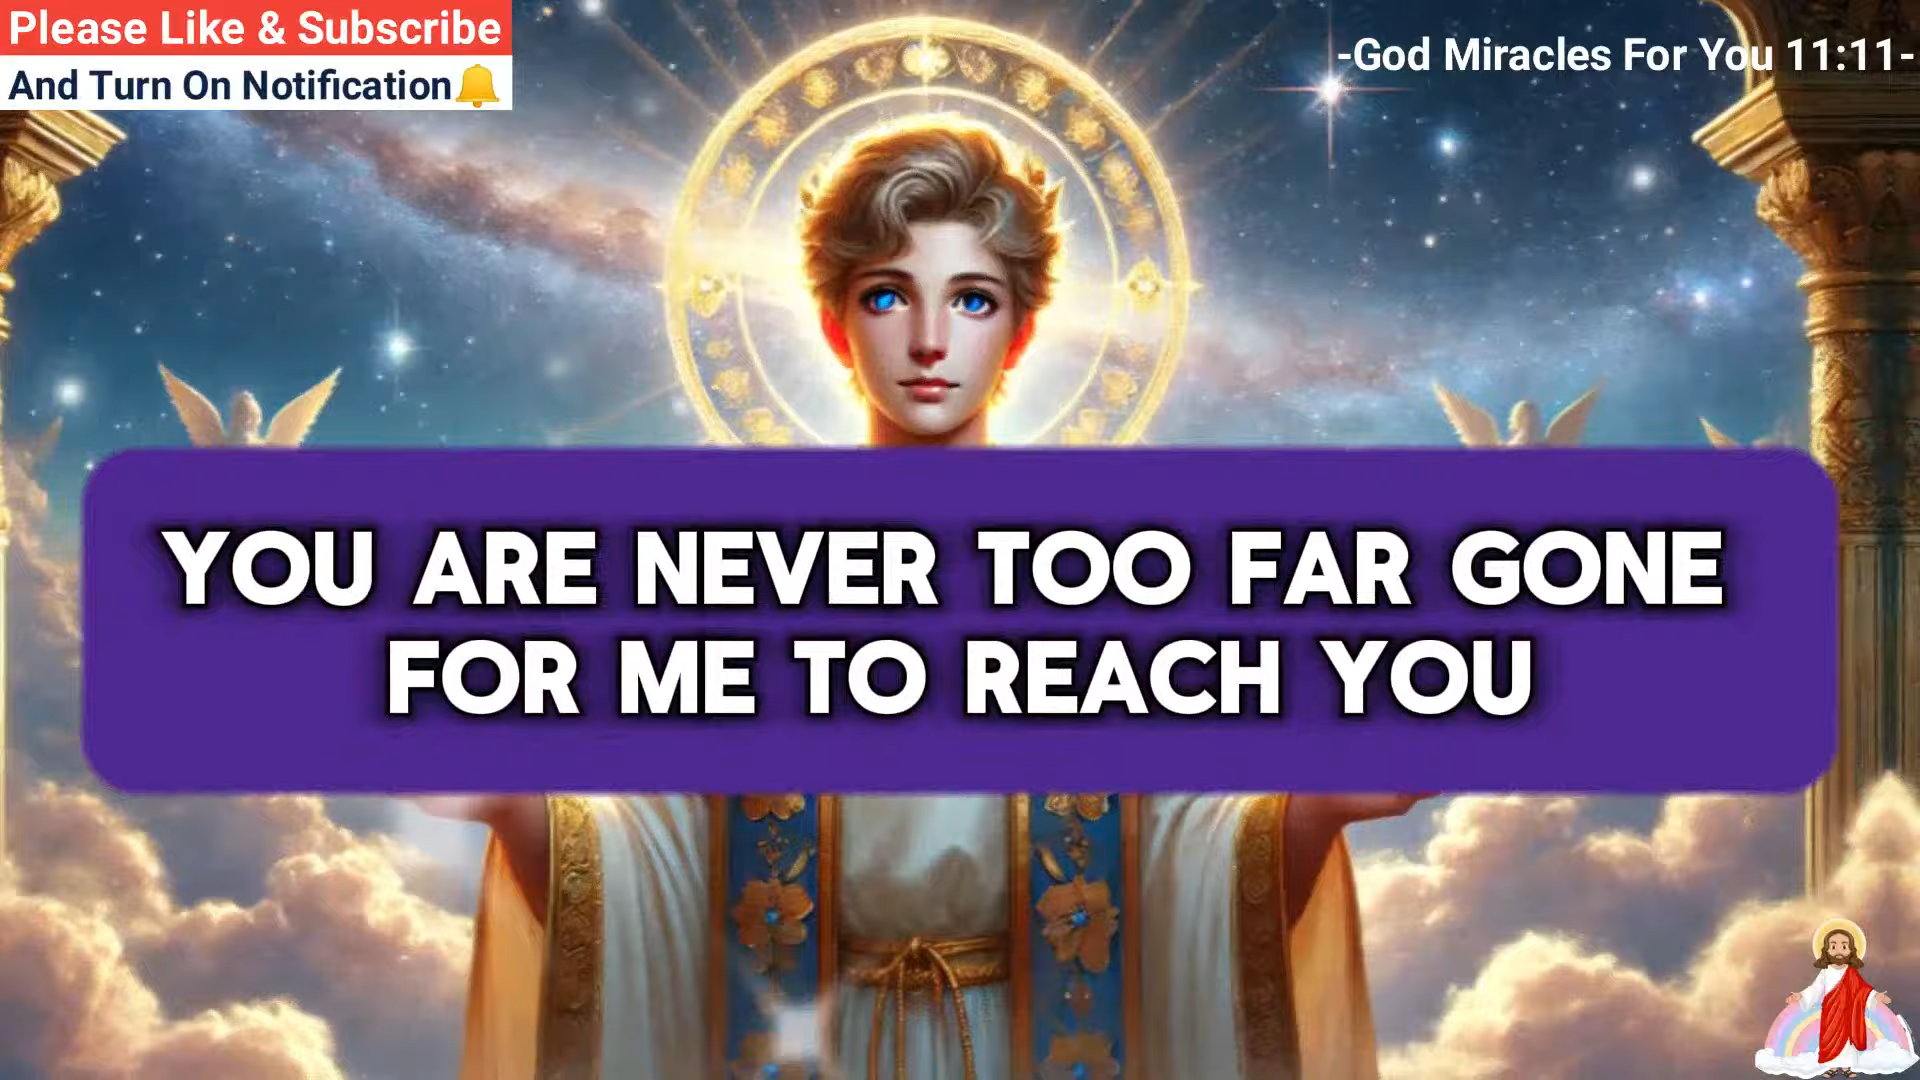 Please Like & Subscribe
And Turn On Notification🔔
-God Miracles For You 11:11-
YOU ARE NEVER TOO FAR GONE
FOR ME TO REACH YOU